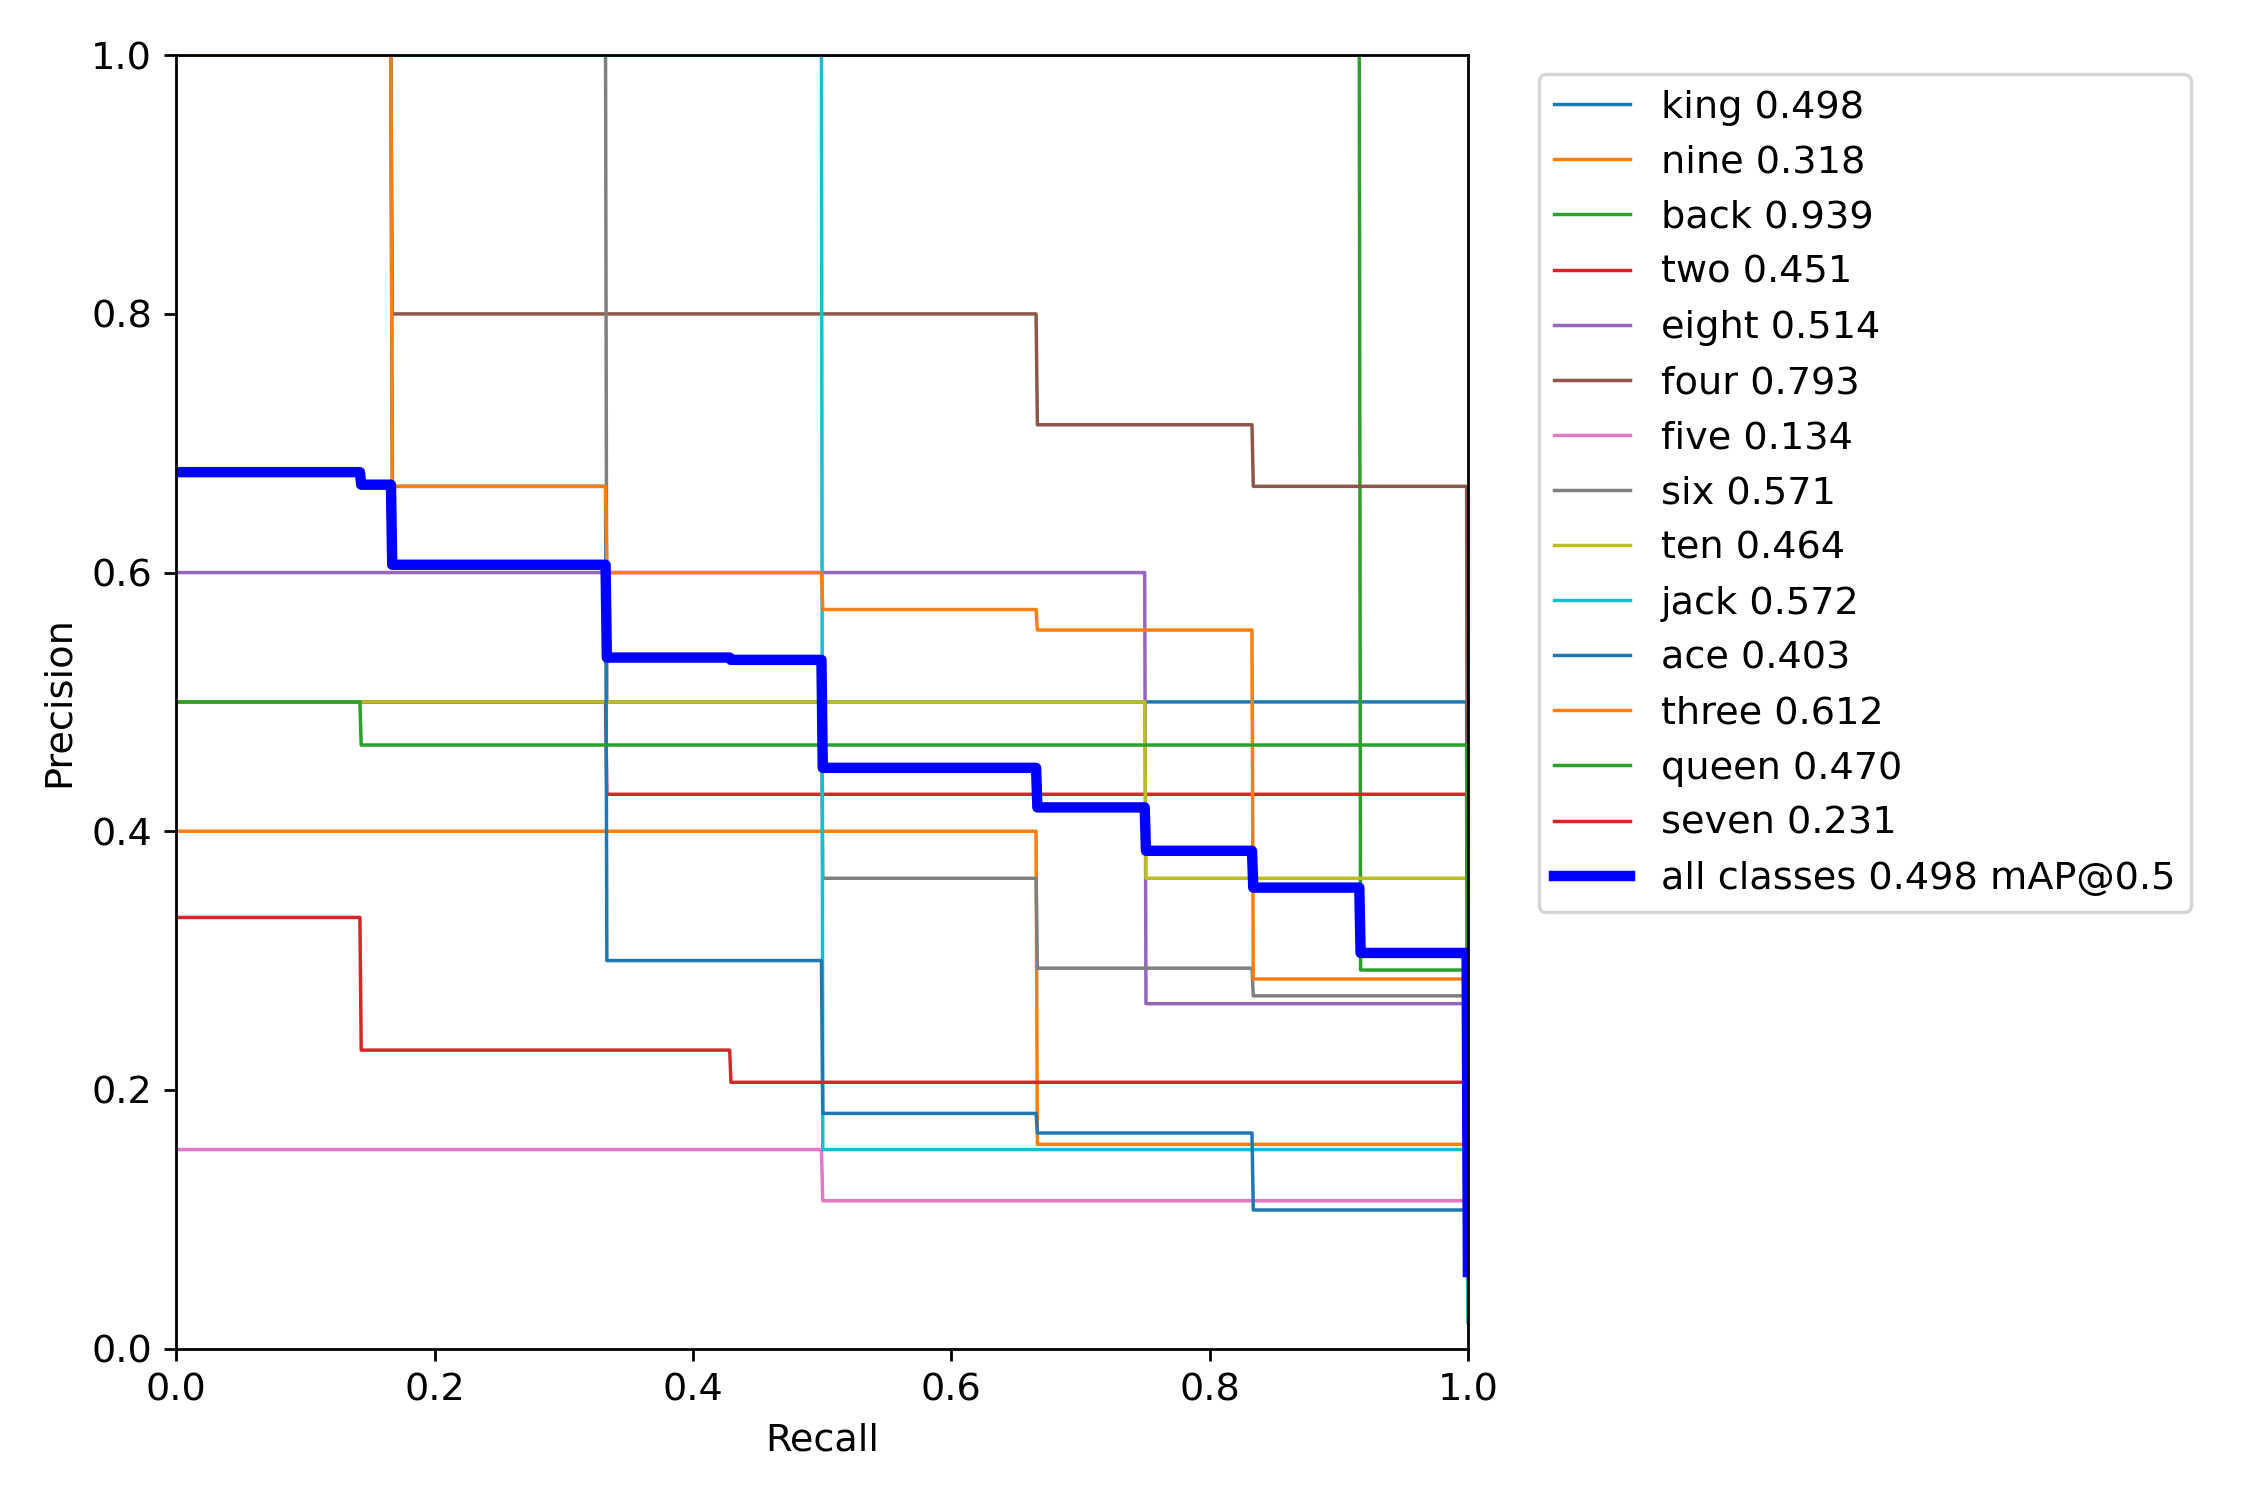 1.0
0.8
0.6
0.4
0.2
0.0
Precision
0.0 0.2 0.4 0.6 0.8 1.0
Recall
king 0.498
nine 0.318
back 0.939
two 0.451
eight 0.514
four 0.793
five 0.134
six 0.571
ten 0.464
jack 0.572
ace 0.403
three 0.612
queen 0.470
seven 0.231
all classes 0.498 mAP@0.5